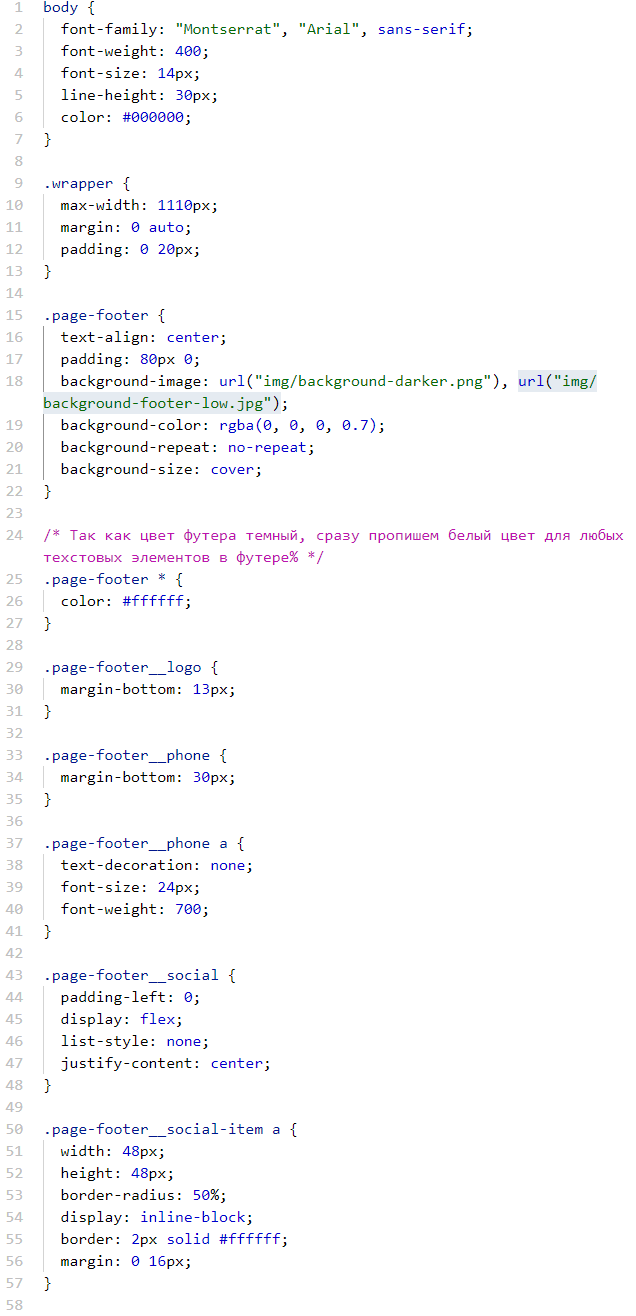 1 body {
2 font-family: "Montserrat", "Arial", sans-serif;
3 font-weight: 400;
4 font-size: 14px;
5 line-height: 30px;
6 color: #000000;
7 }
8
9 .wrapper {
10 max-width: 1110px;
11 margin: 0 auto;
12 padding: 0 20px;
13 }
14
15 .page-footer {
16 text-align: center;
17 padding: 80px 0;
18 background-image: url("img/background-darker.png"), url("img/
background-footer-low.jpg");
19 background-color: rgba(0, 0, 0, 0.7);
20 background-repeat: no-repeat;
21 background-size: cover;
22 }
23
24 /* Так как цвет футера темный, сразу пропишем белый цвет для любых
техстовых элементов в футере% */
25 .page-footer * {
26 color: #ffffff;
27 }
28
29 .page-footer__logo {
30 margin-bottom: 13px;
31 }
32
33 .page-footer__phone {
34 margin-bottom: 30px;
35 }
36
37 .page-footer__phone a {
38 text-decoration: none;
39 font-size: 24px;
40 font-weight: 700;
41 }
42
43 .page-footer__social {
44 padding-left: 0;
45 display: flex;
46 list-style: none;
47 justify-content: center;
48 }
49
50 .page-footer__social-item a {
51 width: 48px;
52 height: 48px;
53 border-radius: 50%;
54 display: inline-block;
55 border: 2px solid #ffffff;
56 margin: 0 16px;
57 }
58